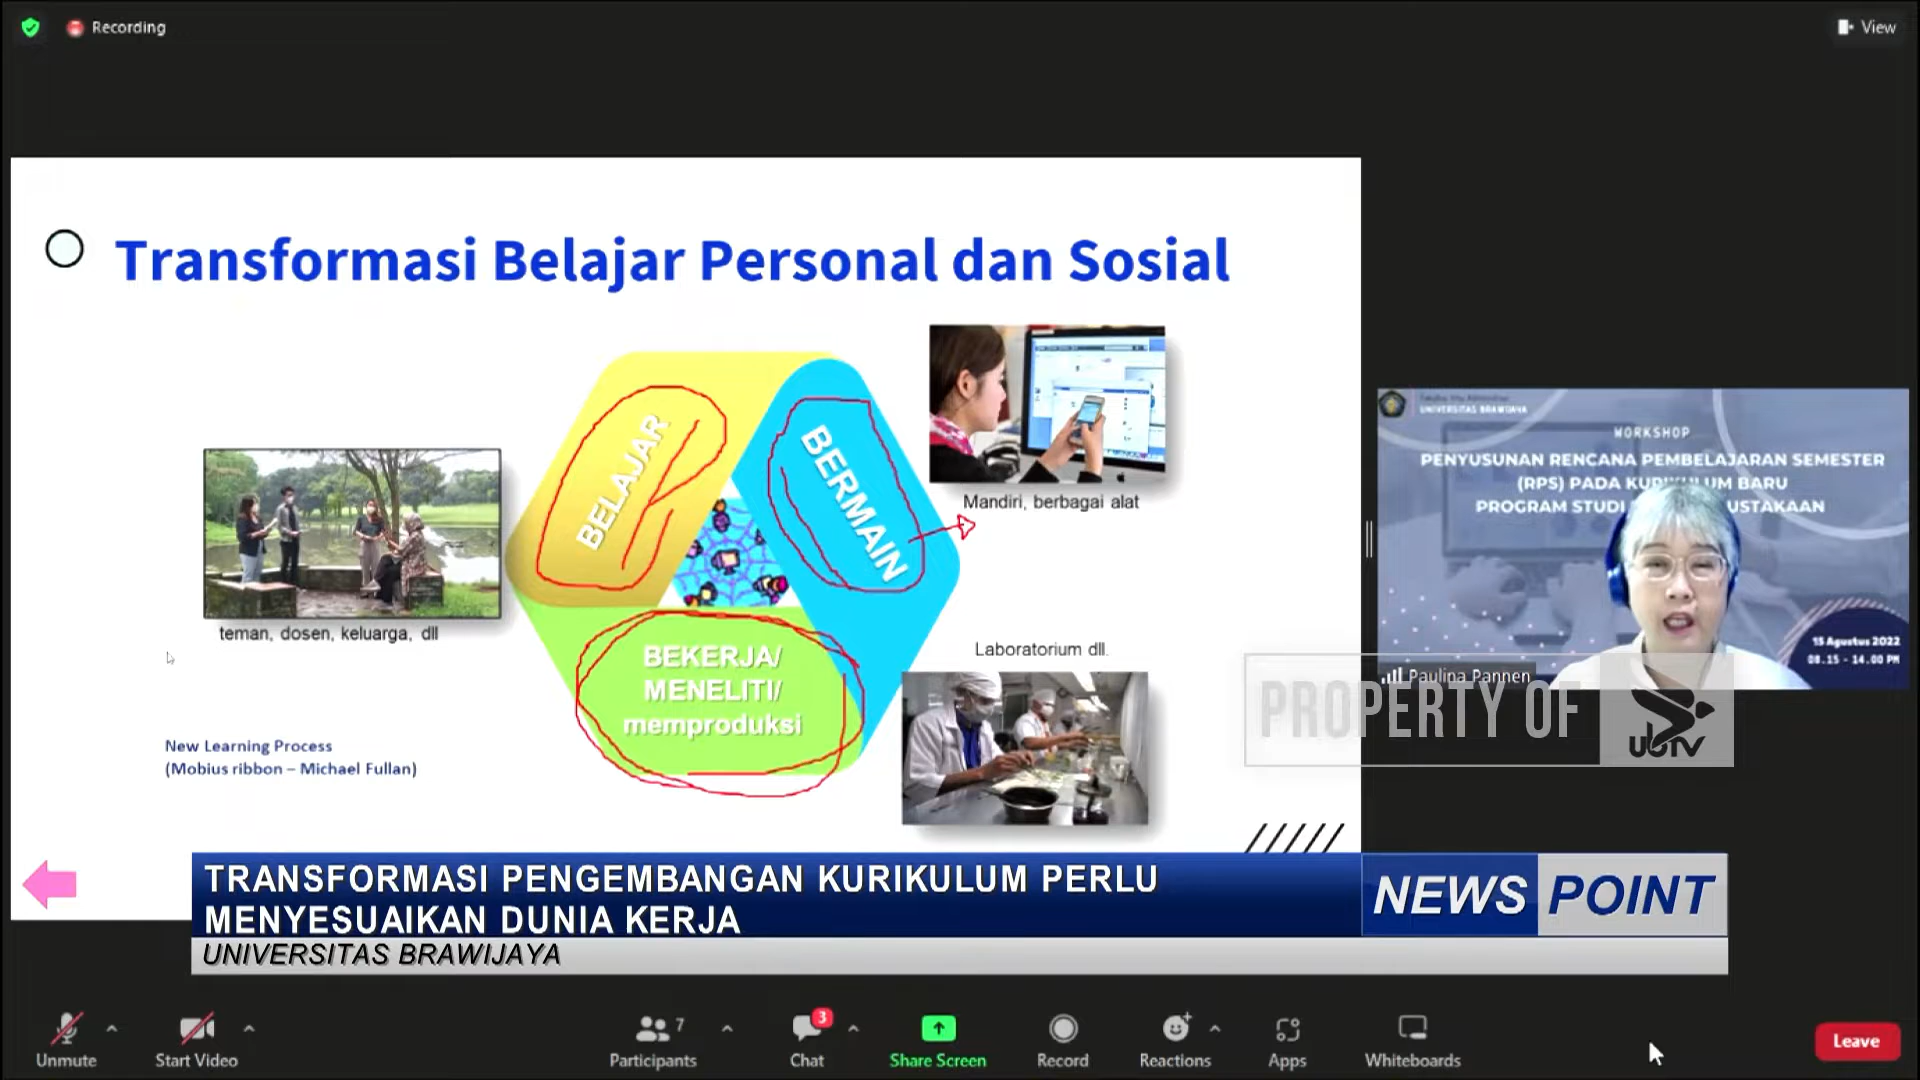 Recording
View
Transformasi Belajar Personal dan Sosial
BELAJAR
BERMAIN
BEKERJA/
MENELITI/
memproduksi
Mandiri, berbagai alat
teman, dosen, keluarga, dll
Laboratorium dll.
New Learning Process
(Mobius ribbon – Michael Fullan)
UNIVERSITAS BRAWIJAYA
WORKSHOP
PENYUSUNAN RENCANA PEMBELAJARAN SEMESTER
(RPS) PADA KURIKULUM BARU
PROGRAM STUDI
15 Agustus 2022
08.15 - 14.00 PM
Paulina Pannen
PROPERTY OF
UBTV
TRANSFORMASI PENGEMBANGAN KURIKULUM PERLU
MENYESUAIKAN DUNIA KERJA
NEWS POINT
UNIVERSITAS BRAWIJAYA
Unmute
Start Video
Participants
7
Chat
3
Share Screen
Record
Reactions
Apps
Whiteboards
Leave